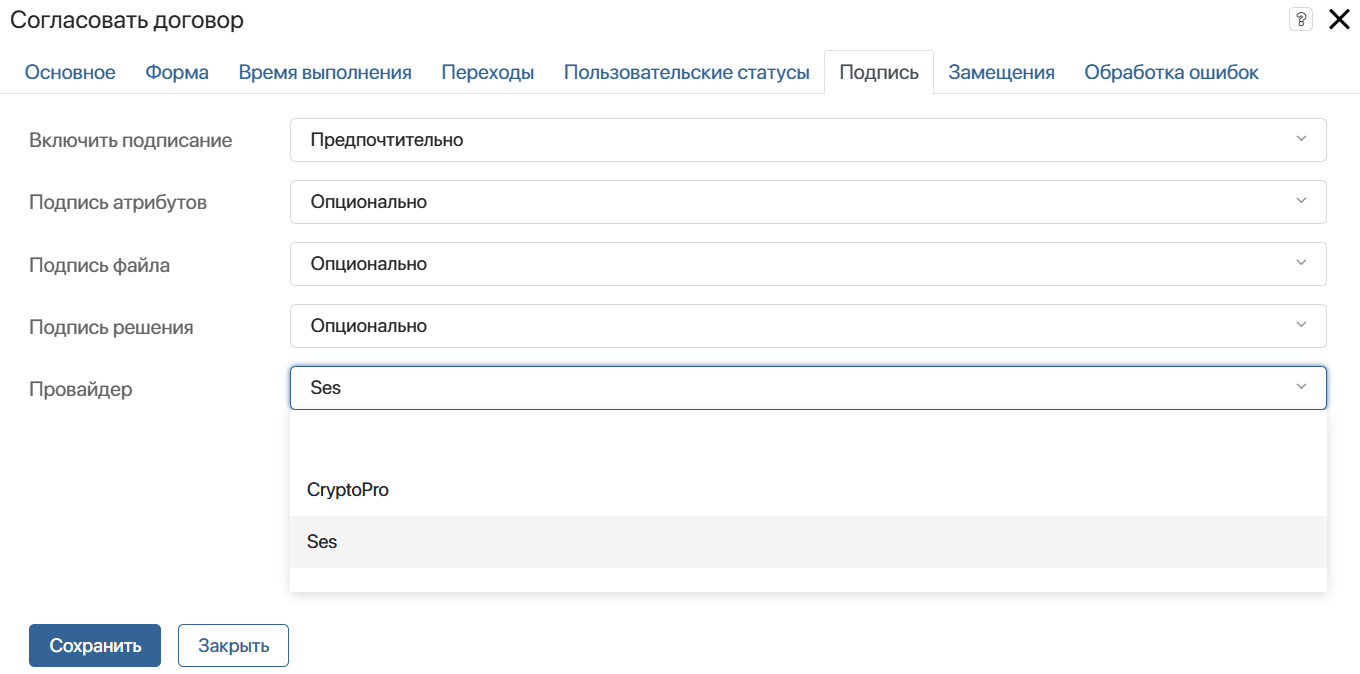 Согласовать договор
?
Основное Форма Время выполнения Переходы Пользовательские статусы Подпись Замещения Обработка ошибок
Включить подписание Предпочтительно
Подпись атрибутов Опционально
Подпись файла Опционально
Подпись решения Опционально
Провайдер Ses
CryptoPro
Ses
Сохранить Закрыть